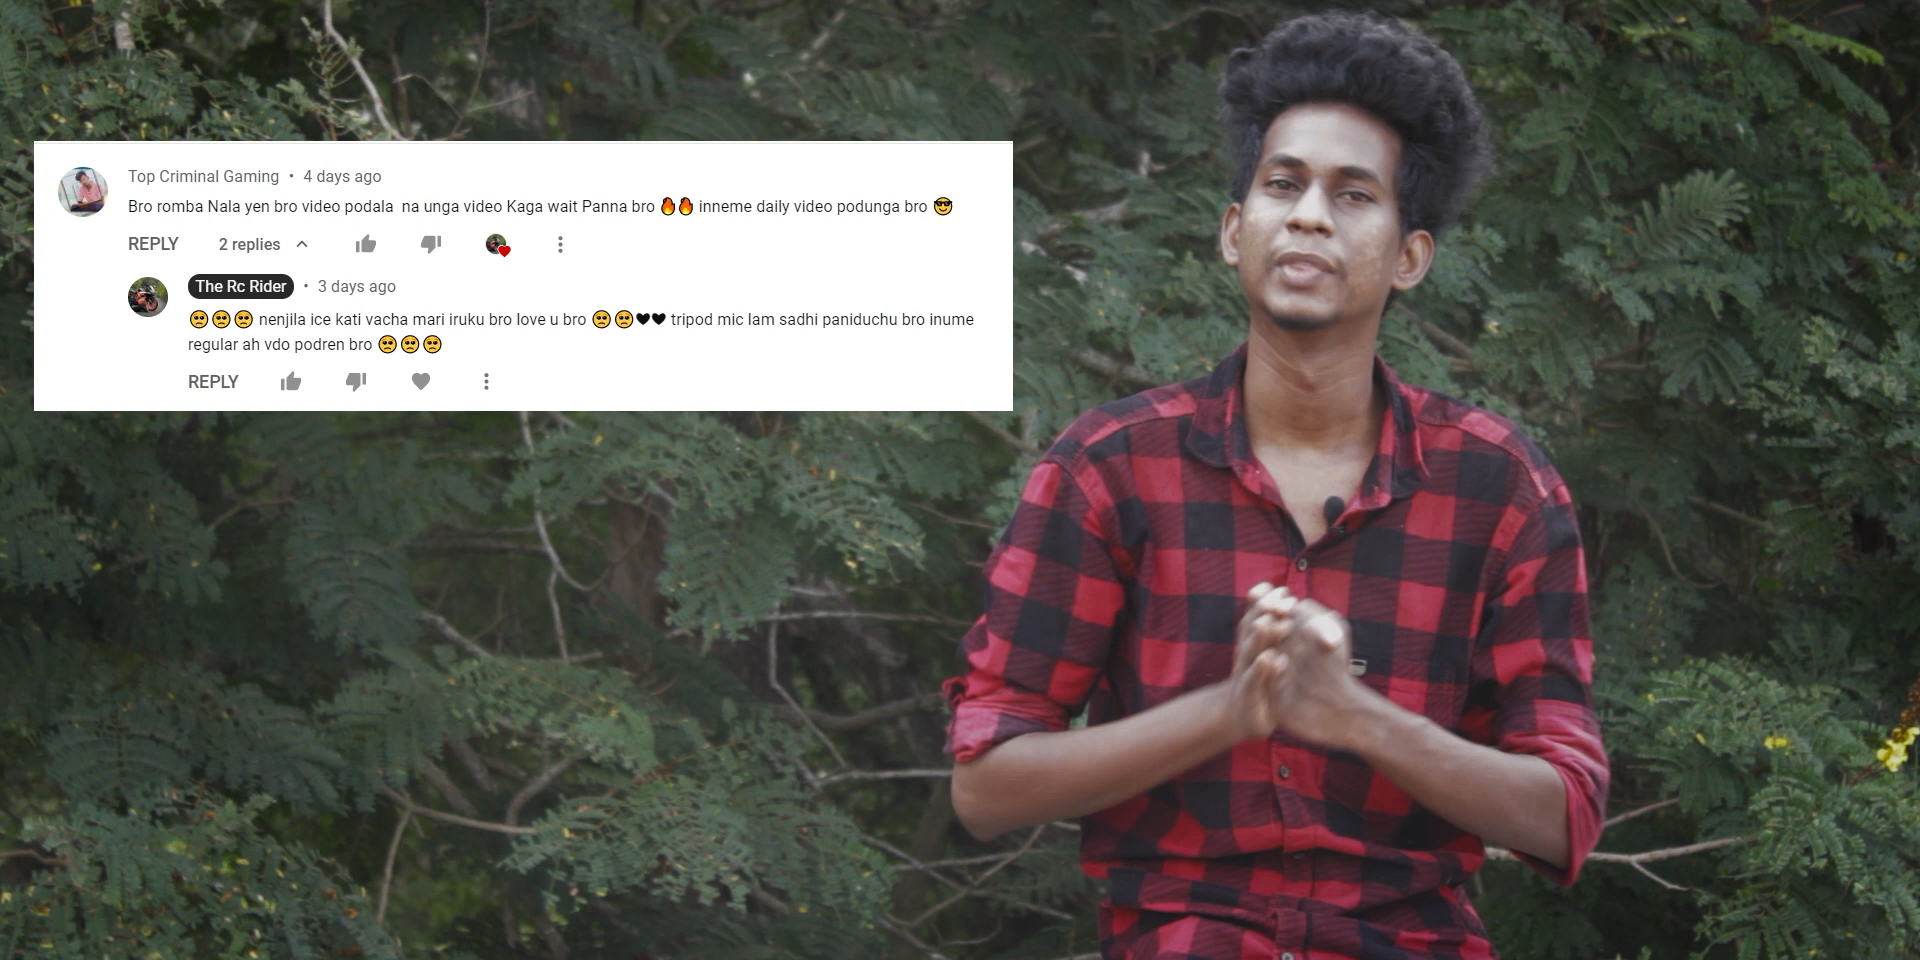 Top Criminal Gaming • 4 days ago
Bro romba Nala yen bro video podala na unga video Kaga wait Panna bro 🔥🔥 inneme daily video podunga bro 😎
REPLY 2 replies
The Rc Rider • 3 days ago
🥺🥺🥺 nenjila ice kati vacha mari iruku bro love u bro 🥺🥺🖤🖤 tripod mic lam sadhi paniduchu bro inume
regular ah vdo podren bro 🥺🥺🥺
REPLY